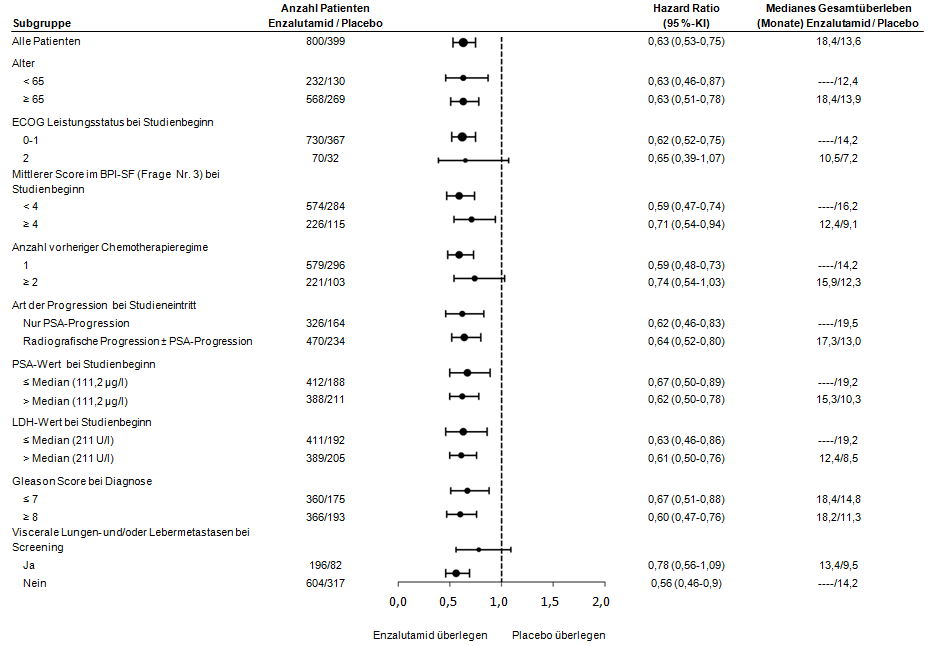 Subgruppe Anzahl Patienten Enzalutamid / Placebo Hazard Ratio (95 %-KI) Medianes Gesamtüberleben (Monate) Enzalutamid / Placebo
Alle Patienten 800/399 0,63 (0,53-0,75) 18,4/13,6
Alter
< 65 232/130 0,63 (0,46-0,87) ----/12,4
≥ 65 568/269 0,63 (0,51-0,78) 18,4/13,9
ECOG Leistungsstatus bei Studienbeginn
0-1 730/367 0,62 (0,52-0,75) ----/14,2
2 70/32 0,65 (0,39-1,07) 10,5/7,2
Mittlerer Score im BPI-SF (Frage Nr. 3) bei
Studienbeginn
< 4 574/284 0,59 (0,47-0,74) ----/16,2
≥ 4 226/115 0,71 (0,54-0,94) 12,4/9,1
Anzahl vorheriger Chemotherapieregime
1 579/296 0,59 (0,48-0,73) ----/14,2
≥ 2 221/103 0,74 (0,54-1,03) 15,9/12,3
Art der Progression bei Studieneintritt
Nur PSA-Progression 326/164 0,62 (0,46-0,83) ----/19,5
Radiografische Progression ± PSA-Progression 470/234 0,64 (0,52-0,80) 17,3/13,0
PSA-Wert bei Studienbeginn
≤ Median (111,2 µg/l) 412/188 0,67 (0,50-0,89) ----/19,2
> Median (111,2 µg/l) 388/211 0,62 (0,50-0,78) 15,3/10,3
LDH-Wert bei Studienbeginn
≤ Median (211 U/l) 411/192 0,63 (0,46-0,86) ----/19,2
> Median (211 U/l) 389/205 0,61 (0,50-0,76) 12,4/8,5
Gleason Score bei Diagnose
≤ 7 360/175 0,67 (0,51-0,88) 18,4/14,8
≥ 8 366/193 0,60 (0,47-0,76) 18,2/11,3
Viscerale Lungen- und/oder Lebermetastasen bei
Screening
Ja 196/82 0,78 (0,56-1,09) 13,4/9,5
Nein 604/317 0,56 (0,46-0,9) ----/14,2
0,0 0,5 1,0 1,5 2,0
Enzalutamid überlegen Placebo überlegen